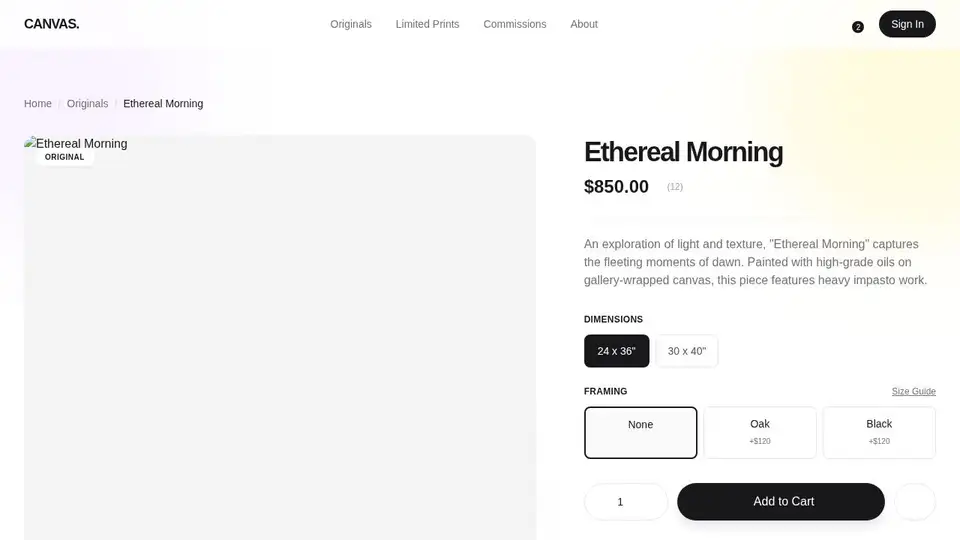 CANVAS.
Originals Limited Prints Commissions About
2
Sign In
Home / Originals / Ethereal Morning
Ethereal Morning
ORIGINAL
Ethereal Morning
$850.00 (12)
An exploration of light and texture, "Ethereal Morning" captures
the fleeting moments of dawn. Painted with high-grade oils on
gallery-wrapped canvas, this piece features heavy impasto work.
DIMENSIONS
24 x 36" 30 x 40"
FRAMING Size Guide
None Oak Black
+$120 +$120
1 Add to Cart